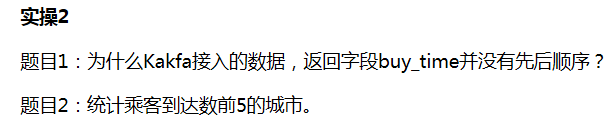 实操2
题目1：为什么Kakfa接入的数据，返回字段buy_time并没有先后顺序？
题目2：统计乘客到达数前5的城市。